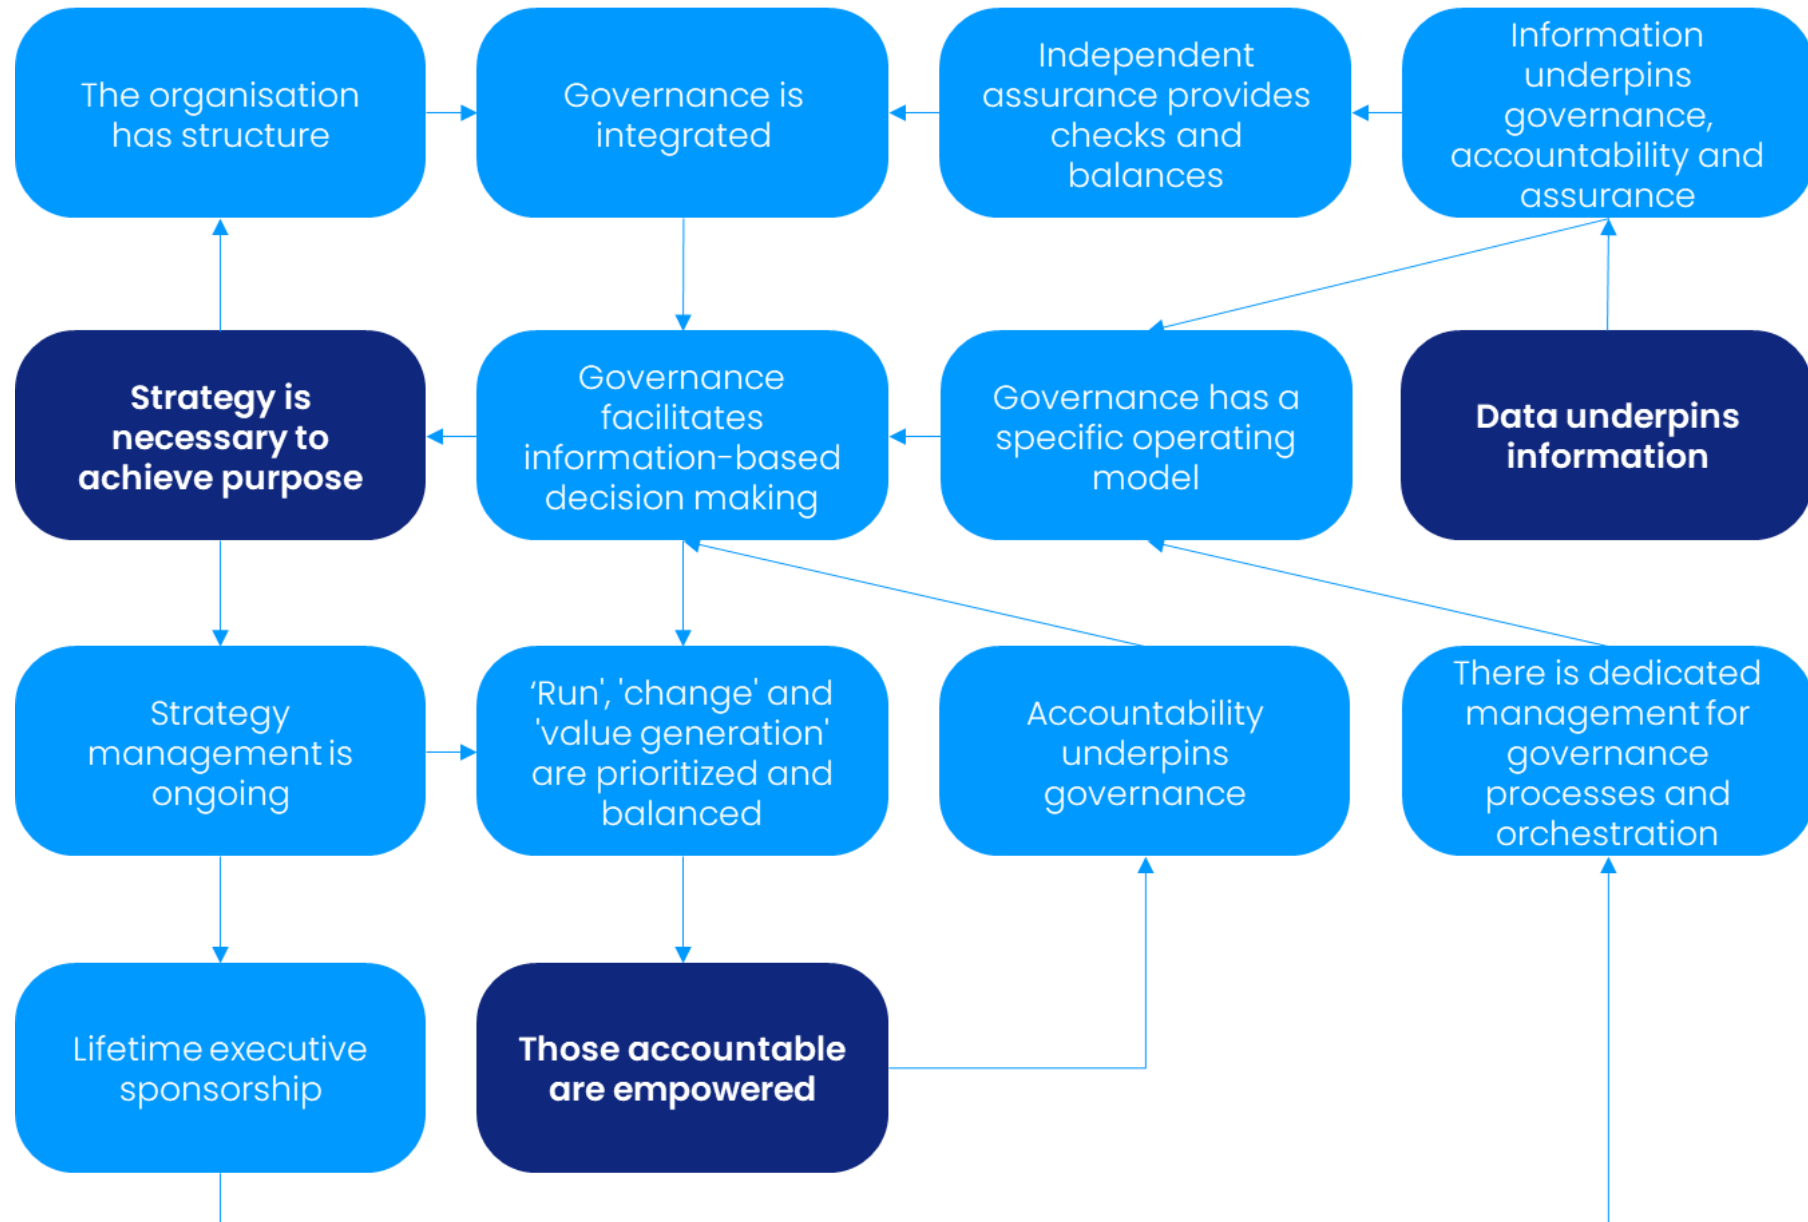 The organisation
has structure
Governance is
integrated
Independent
assurance provides
checks and
balances
Information
underpins
governance,
accountability and
assurance
Strategy is
necessary to
achieve purpose
Governance
facilitates
information-based
decision making
Governance has a
specific operating
model
Data underpins
information
Strategy
management is
ongoing
‘Run', 'change' and
'value generation'
are prioritized and
balanced
Accountability
underpins
governance
There is dedicated
management for
governance
processes and
orchestration
Lifetime executive
sponsorship
Those accountable
are empowered